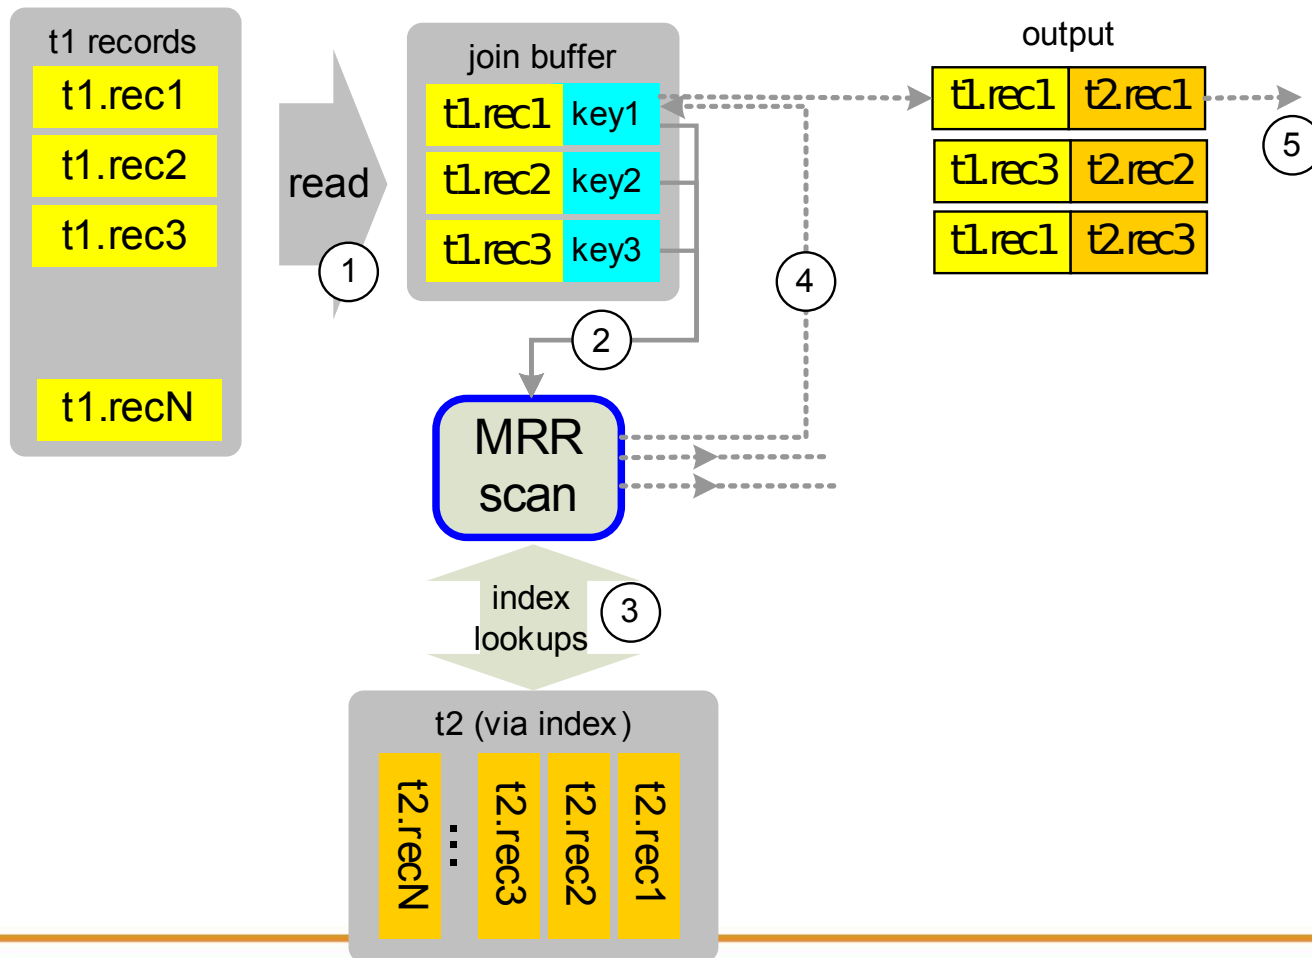 t1 records
t1.rec1
t1.rec2
t1.rec3
t1.recN
read
1
join buffer
t1.rec1 key1
t1.rec2 key2
t1.rec3 key3
2
MRR
scan
4
output
t1.rec1 t2.rec1
t1.rec3 t2.rec2
t1.rec1 t2.rec3
5
index
lookups
3
t2 (via index)
t2.recN
...
t2.rec3
t2.rec2
t2.rec1